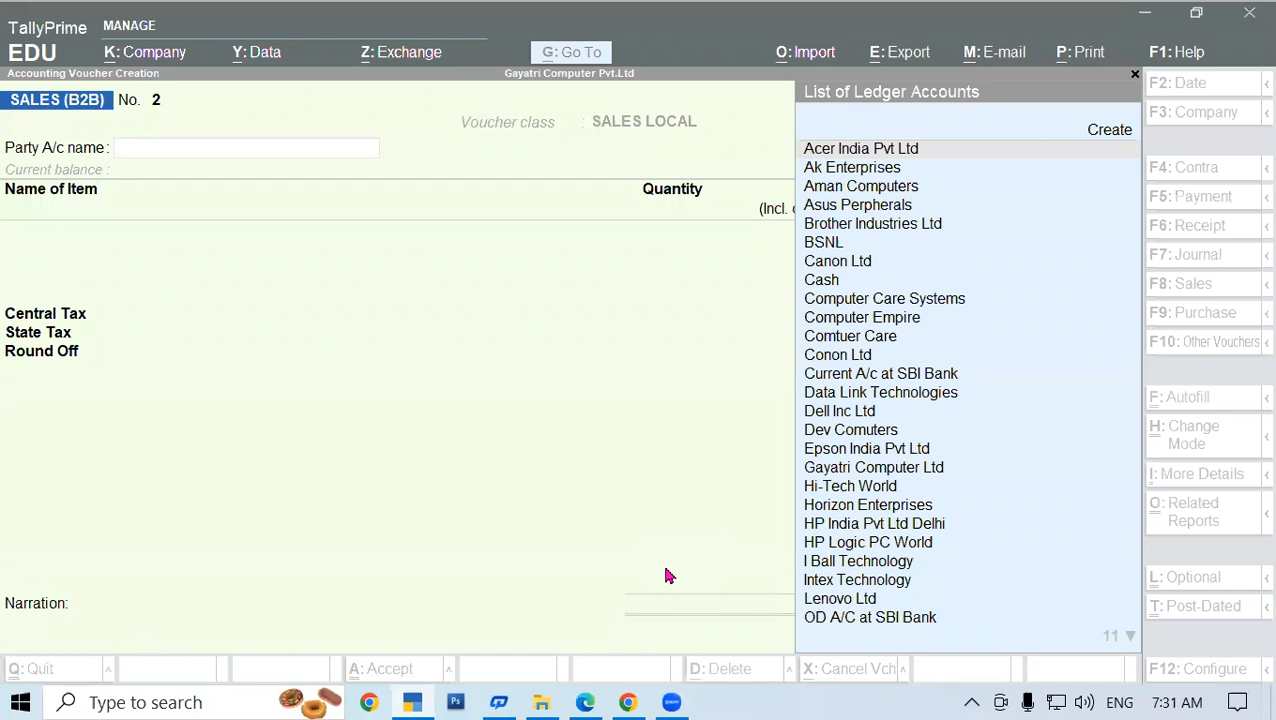 TallyPrime
EDU
MANAGE
K: Company
Y: Data
Z: Exchange
G: Go To
O: Import
E: Export
M: E-mail
P: Print
F1: Help
Accounting Voucher Creation
Gayatri Computer Pvt.Ltd
SALES (B2B) No. 2
Voucher class : SALES LOCAL
Party A/c name :
Current balance :
Name of Item
Quantity
(Incl.
Central Tax
State Tax
Round Off
Narration:
List of Ledger Accounts
Create
Acer India Pvt Ltd
Ak Enterprises
Aman Computers
Asus Perpherals
Brother Industries Ltd
BSNL
Canon Ltd
Cash
Computer Care Systems
Computer Empire
Comtuer Care
Conon Ltd
Current A/c at SBI Bank
Data Link Technologies
Dell Inc Ltd
Dev Comuters
Epson India Pvt Ltd
Gayatri Computer Ltd
Hi-Tech World
Horizon Enterprises
HP India Pvt Ltd Delhi
HP Logic PC World
I Ball Technology
Intex Technology
Lenovo Ltd
OD A/C at SBI Bank
11 ▼
F2: Date
F3: Company
F4: Contra
F5: Payment
F6: Receipt
F7: Journal
F8: Sales
F9: Purchase
F10: Other Vouchers
F: Autofill
H: Change Mode
I: More Details
O: Related Reports
L: Optional
T: Post-Dated
Q: Quit
A: Accept
D: Delete
X: Cancel Vch
F12: Configure
Type to search
Ps
ENG
7:31 AM